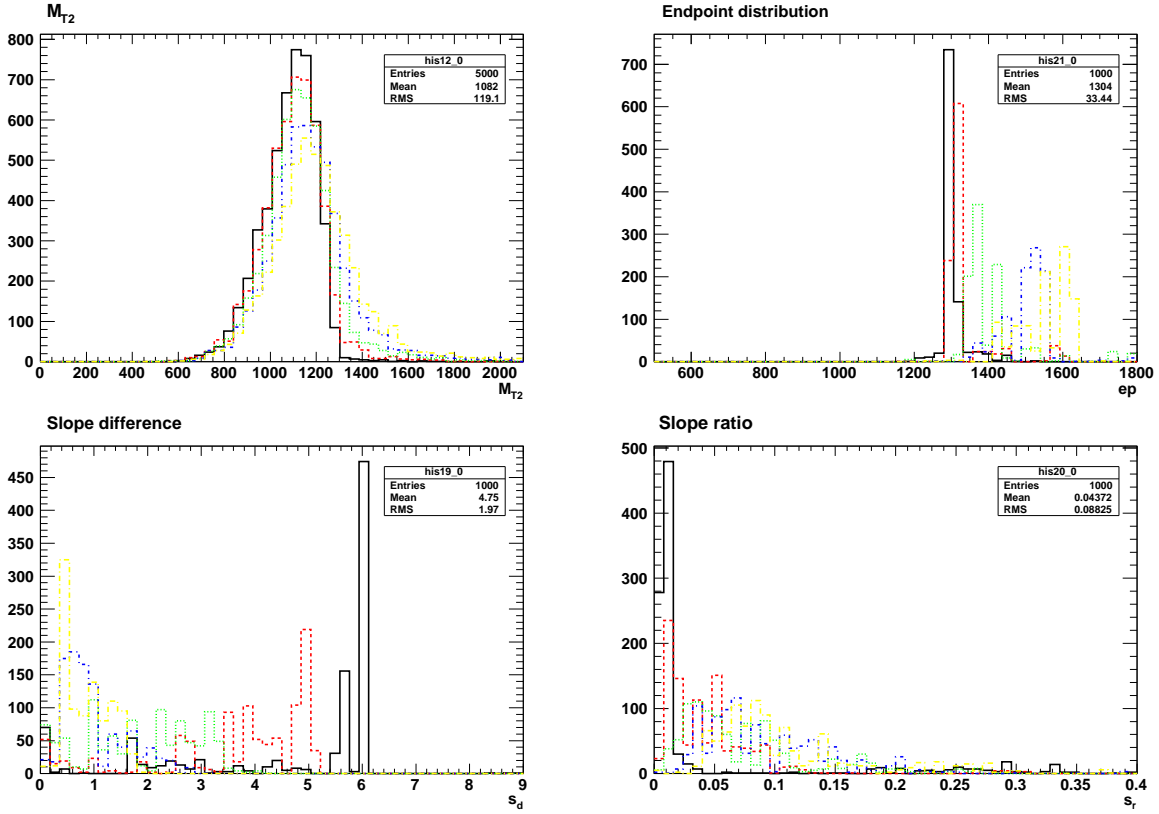 M_T2
his12_0
Entries 5000
Mean 1082
RMS 119.1
800
700
600
500
400
300
200
100
0
0 200 400 600 800 1000 1200 1400 1600 1800 2000
M_T2
Endpoint distribution
his21_0
Entries 1000
Mean 1304
RMS 33.44
700
600
500
400
300
200
100
0
600 800 1000 1200 1400 1600 1800
ep
Slope difference
his19_0
Entries 1000
Mean 4.75
RMS 1.97
450
400
350
300
250
200
150
100
50
0
0 1 2 3 4 5 6 7 8 9
s_d
Slope ratio
his20_0
Entries 1000
Mean 0.04372
RMS 0.08825
500
400
300
200
100
0
0 0.05 0.1 0.15 0.2 0.25 0.3 0.35 0.4
s_r